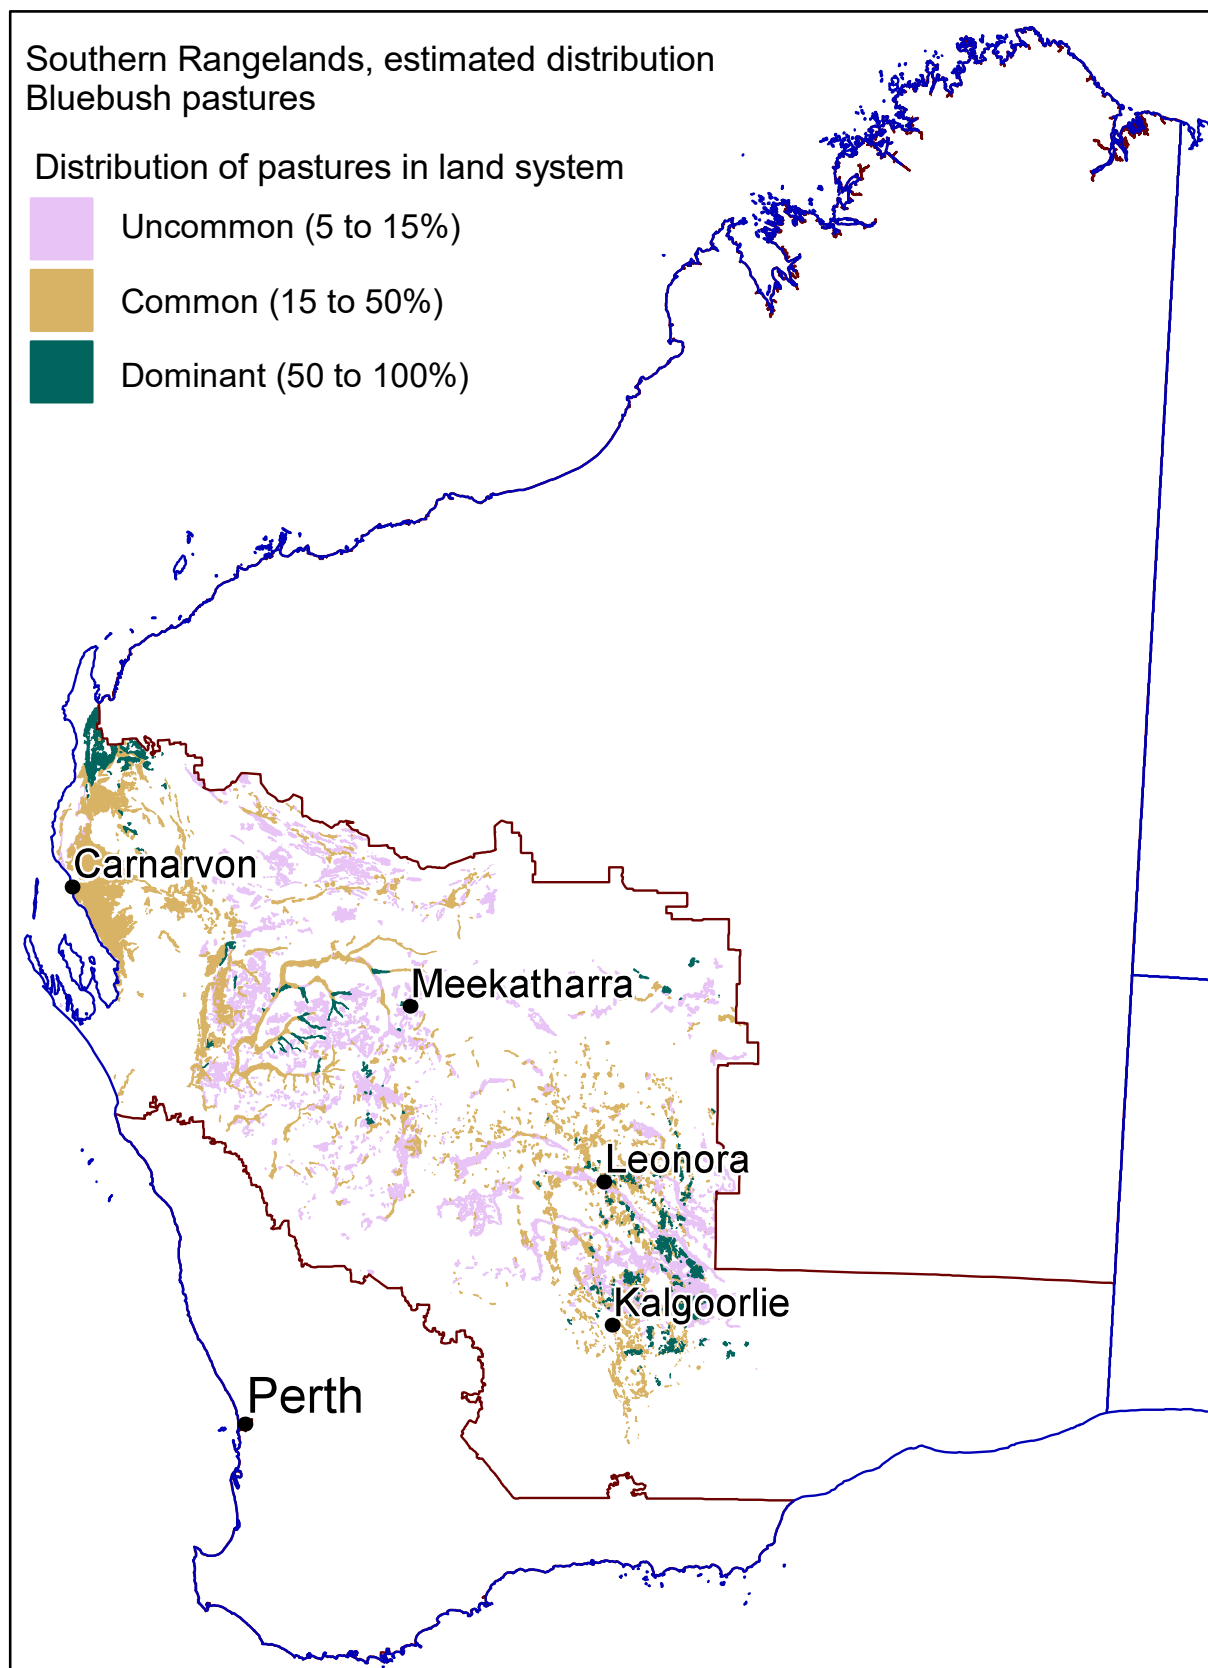 Southern Rangelands, estimated distribution
Bluebush pastures
Distribution of pastures in land system
Uncommon (5 to 15%)
Common (15 to 50%)
Dominant (50 to 100%)
Carnarvon
Meekatharra
Leonora
Kalgoorlie
Perth